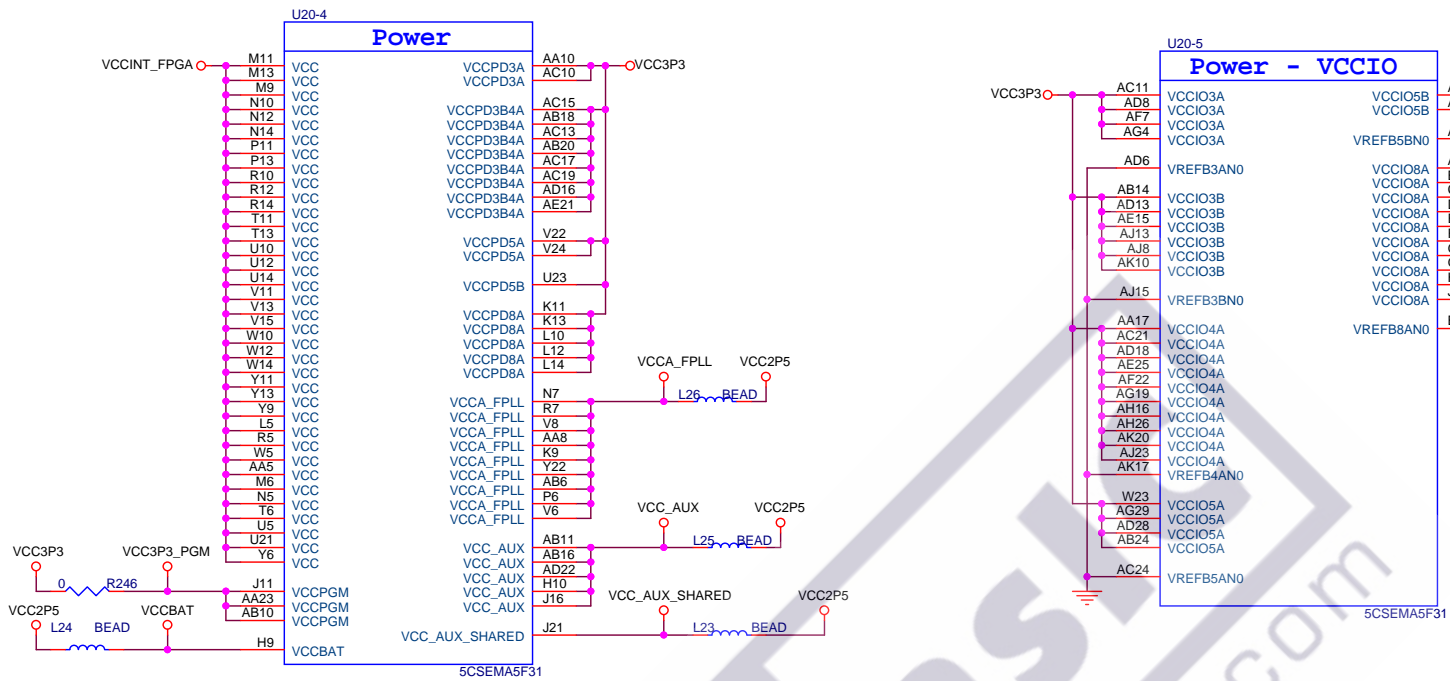 U20-4
Power
VCCINT_FPGA
M11 VCC
M13 VCC
M9 VCC
N10 VCC
N12 VCC
N14 VCC
P11 VCC
P13 VCC
R10 VCC
R12 VCC
R14 VCC
T11 VCC
T13 VCC
U10 VCC
U12 VCC
U14 VCC
V11 VCC
V13 VCC
V15 VCC
W10 VCC
W12 VCC
W14 VCC
Y11 VCC
Y13 VCC
Y9 VCC
L5 VCC
R5 VCC
W5 VCC
AA5 VCC
M6 VCC
N5 VCC
T6 VCC
U5 VCC
U21 VCC
Y6 VCC
VCC3P3 VCC3P3_PGM
0 R246
J11 VCCPGM
AA23 VCCPGM
AB10 VCCPGM
VCC2P5 VCCBAT
L24 BEAD
H9 VCCBAT
VCCPD3A AA10 VCC3P3
VCCPD3A AC10
VCCPD3B4A AC15
VCCPD3B4A AB18
VCCPD3B4A AC13
VCCPD3B4A AB20
VCCPD3B4A AC17
VCCPD3B4A AC19
VCCPD3B4A AD16
VCCPD3B4A AE21
VCCPD5A V22
VCCPD5A V24
VCCPD5B U23
VCCPD8A K11
VCCPD8A K13
VCCPD8A L10
VCCPD8A L12
VCCPD8A L14
VCCA_FPLL VCC2P5
L26 BEAD
VCCA_FPLL N7
VCCA_FPLL R7
VCCA_FPLL V8
VCCA_FPLL AA8
VCCA_FPLL K9
VCCA_FPLL Y22
VCCA_FPLL AB6
VCCA_FPLL P6
VCCA_FPLL V6
VCC_AUX VCC2P5
L25 BEAD
VCC_AUX AB11
VCC_AUX AB16
VCC_AUX AD22
VCC_AUX H10
VCC_AUX J16
VCC_AUX_SHARED VCC2P5
L23 BEAD
VCC_AUX_SHARED J21
5CSEMA5F31
U20-5
Power - VCCIO
VCC3P3
AC11 VCCIO3A
AD8 VCCIO3A
AF7 VCCIO3A
AG4 VCCIO3A
AD6 VREFB3AN0
AB14 VCCIO3B
AD13 VCCIO3B
AE15 VCCIO3B
AJ13 VCCIO3B
AJ8 VCCIO3B
AK10 VCCIO3B
AJ15 VREFB3BN0
AA17 VCCIO4A
AC21 VCCIO4A
AD18 VCCIO4A
AE25 VCCIO4A
AF22 VCCIO4A
AG19 VCCIO4A
AH16 VCCIO4A
AH26 VCCIO4A
AK20 VCCIO4A
AJ23 VCCIO4A
AK17 VREFB4AN0
W23 VCCIO5A
AG29 VCCIO5A
AD28 VCCIO5A
AB24 VCCIO5A
AC24 VREFB5AN0
VCCIO5B
VCCIO5B
VREFB5BN0
VCCIO8A
VCCIO8A
VCCIO8A
VCCIO8A
VCCIO8A
VCCIO8A
VCCIO8A
VCCIO8A
VCCIO8A
VCCIO8A
VREFB8AN0
5CSEMA5F31